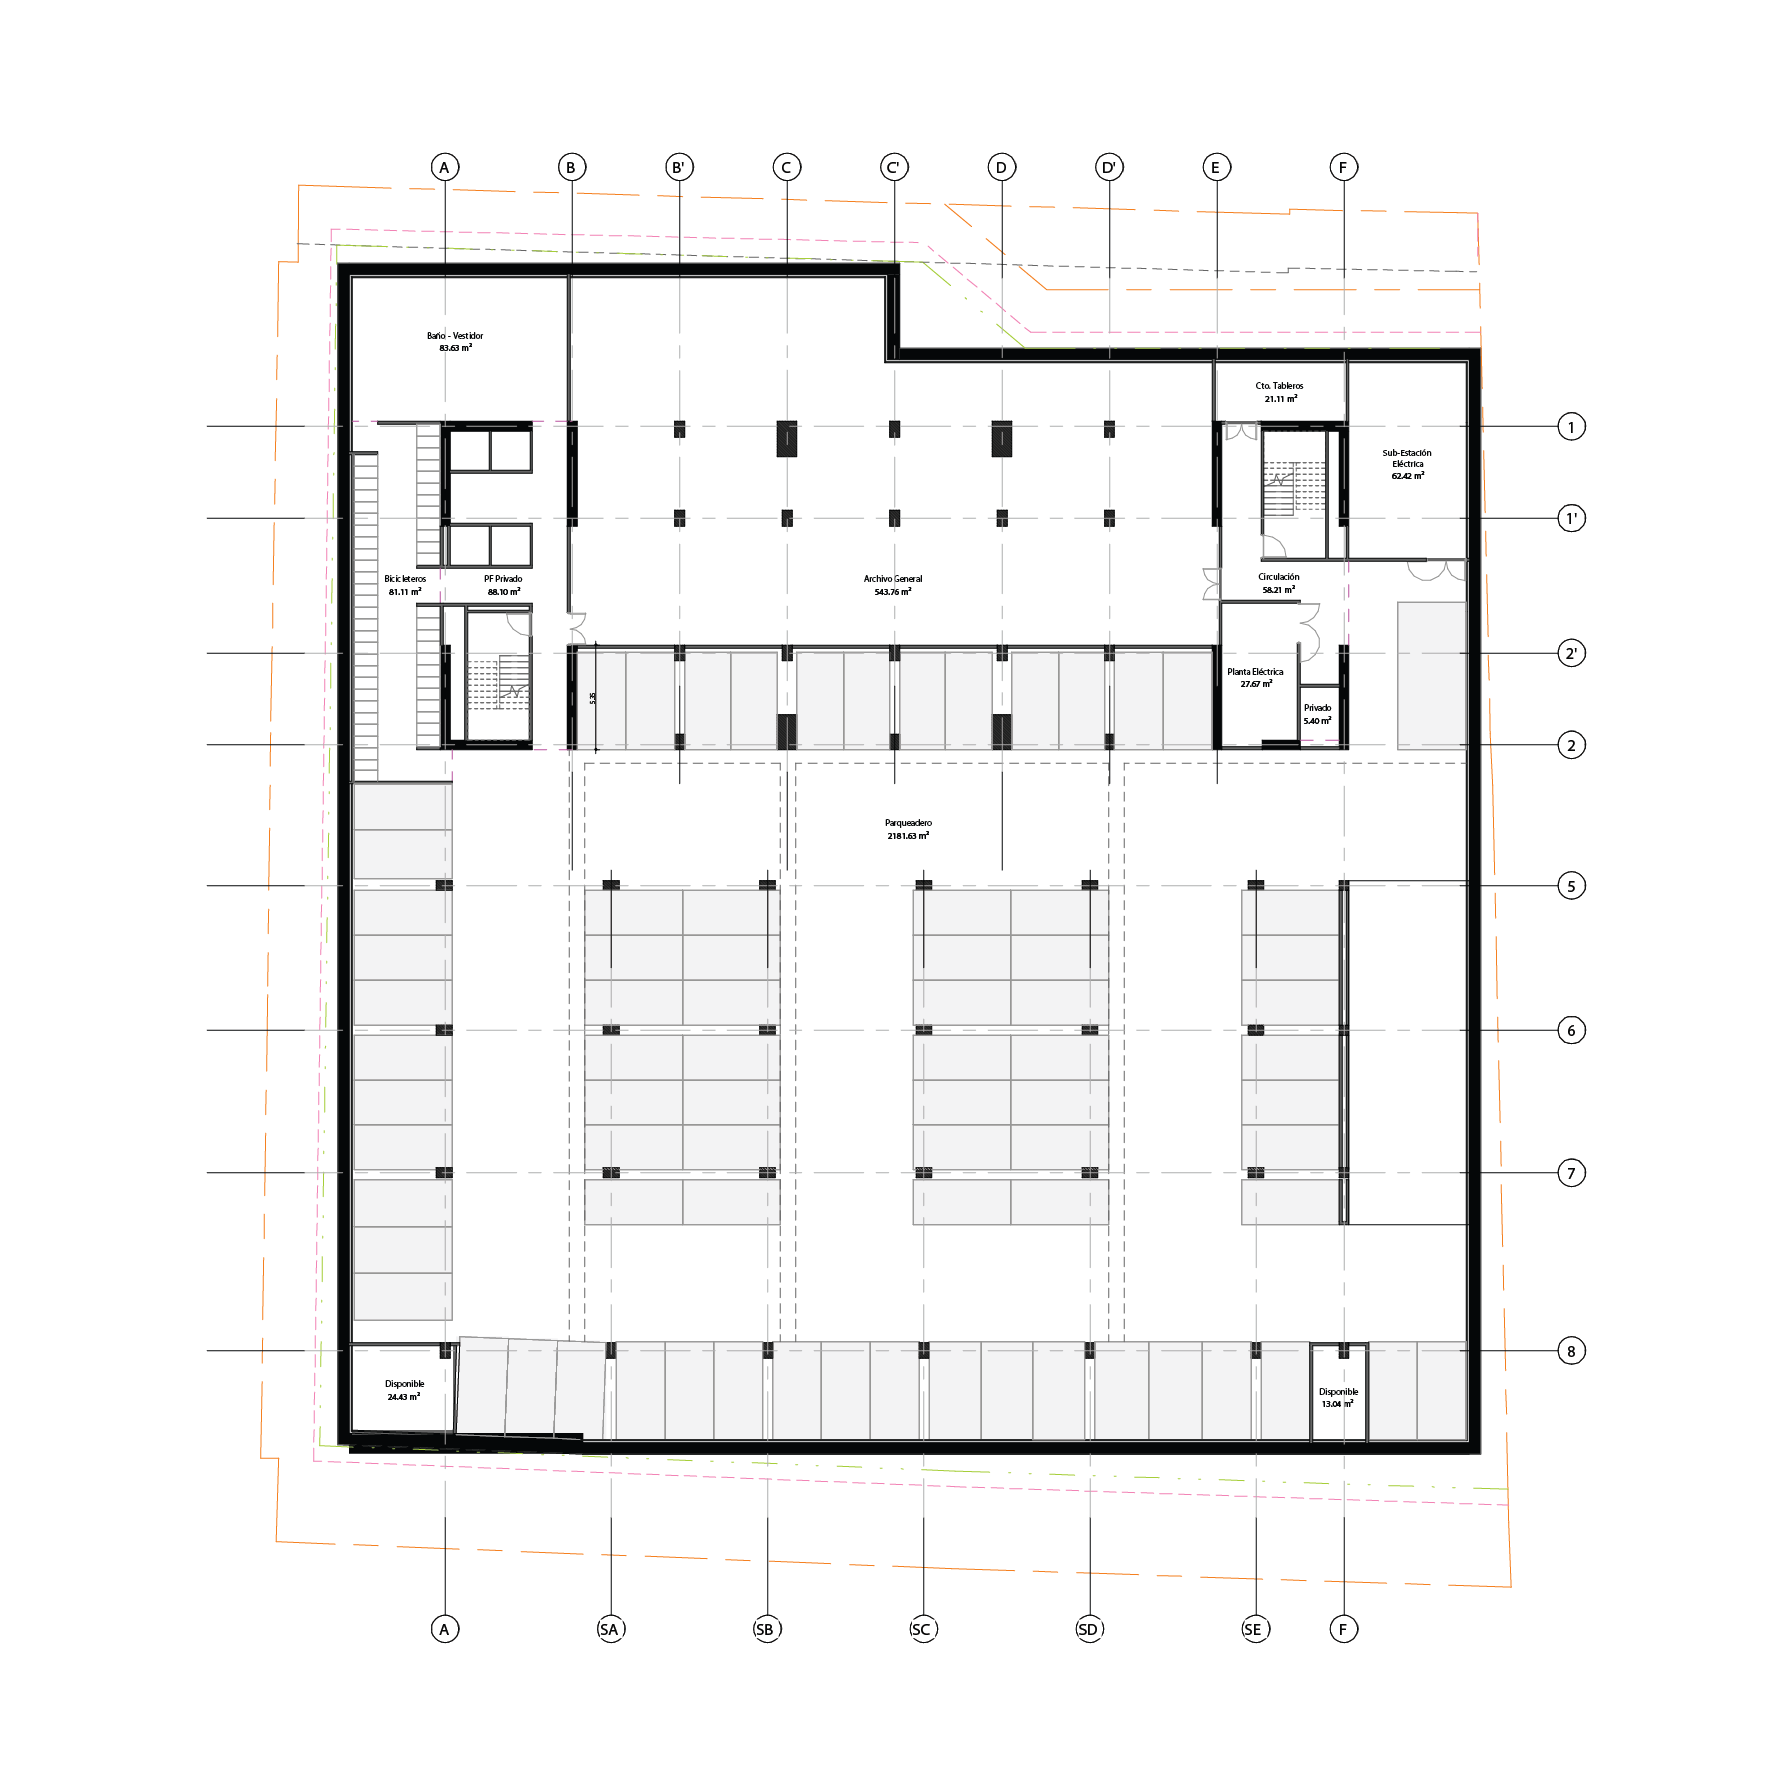 A B B' C C' D D' E F
Baño - Vestidor
83.63 m²
Cto. Tableros
21.11 m²
1
Sub-Estación
Eléctrica
62.42 m²
1'
Bicicleteros
81.11 m²
PF Privado
88.10 m²
Archivo General
543.76 m²
Circulación
58.21 m²
2'
Planta Eléctrica
27.67 m²
Privado
5.40 m²
2
Parqueadero
2181.63 m²
5
6
7
8
Disponible
24.43 m²
Disponible
13.04 m²
A SA SB SC SD SE F